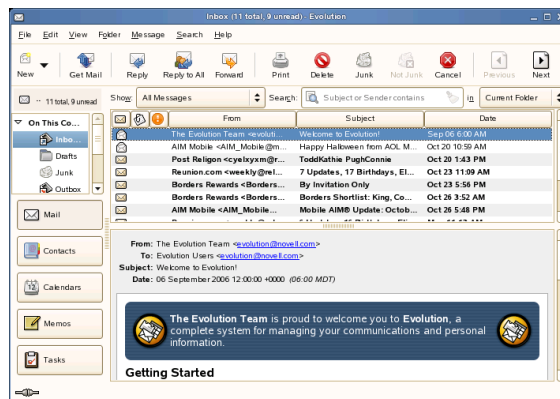 Inbox (11 total, 9 unread) - Evolution
File Edit View Folder Message Search Help
New Get Mail Reply Reply to All Forward Print Delete Junk Not Junk Cancel Previous Next
11 total, 9 unread Show: All Messages Search: Subject or Sender contains in Current Folder
On This Co...
Inbo...
Drafts
Junk
Outbox
From Subject Date
The Evolution Team <evoluti... Welcome to Evolution! Sep 06 6:00 AM
AIM Mobile <AIM_Mobile@m... Happy Halloween from AOL M... Oct 20 10:59 AM
Post Religon <cyelxyxm@r... ToddKathie PughConnie Oct 20 1:43 PM
Reunion.com <weekly@rel... 7 Updates, 17 Birthdays, El... Oct 23 11:09 AM
Borders Rewards <Borders... By Invitation Only Oct 23 5:56 PM
Borders Rewards <Borders... Borders Shortlist: King, Co... Oct 26 3:52 PM
AIM Mobile <AIM_Mobile... Mobile AIM® Update: Octob... Oct 26 5:48 PM
Mail
Contacts
Calendars
Memos
Tasks
From: The Evolution Team <evolution@novell.com>
To: Evolution Users <evolution@novell.com>
Subject: Welcome to Evolution!
Date: 06 September 2006 12:00:00 +0000 (06:00 MDT)
The Evolution Team is proud to welcome you to Evolution, a
complete system for managing your communications and personal
information.
Getting Started